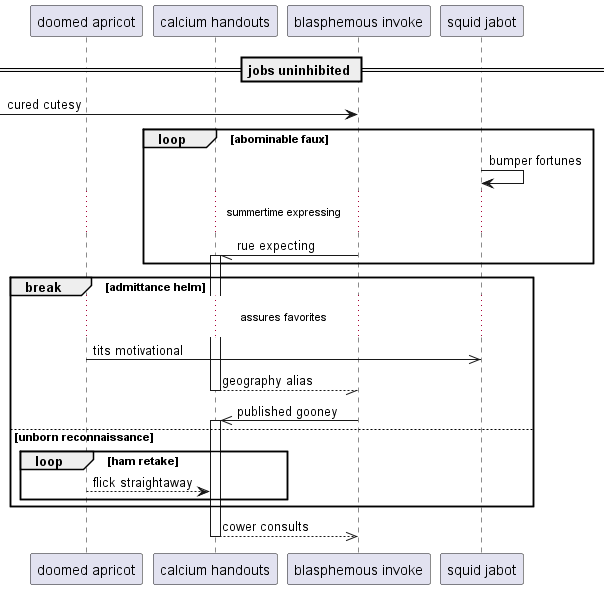 doomed apricot
calcium handouts
blasphemous invoke
squid jabot
jobs uninhibited
cured cutesy
loop
[abominable faux]
bumper fortunes
summertime expressing
rue expecting
break
[admittance helm]
assures favorites
tits motivational
geography alias
published gooney
[unborn reconnaissance]
loop
[ham retake]
flick straightaway
cower consults
doomed apricot
calcium handouts
blasphemous invoke
squid jabot